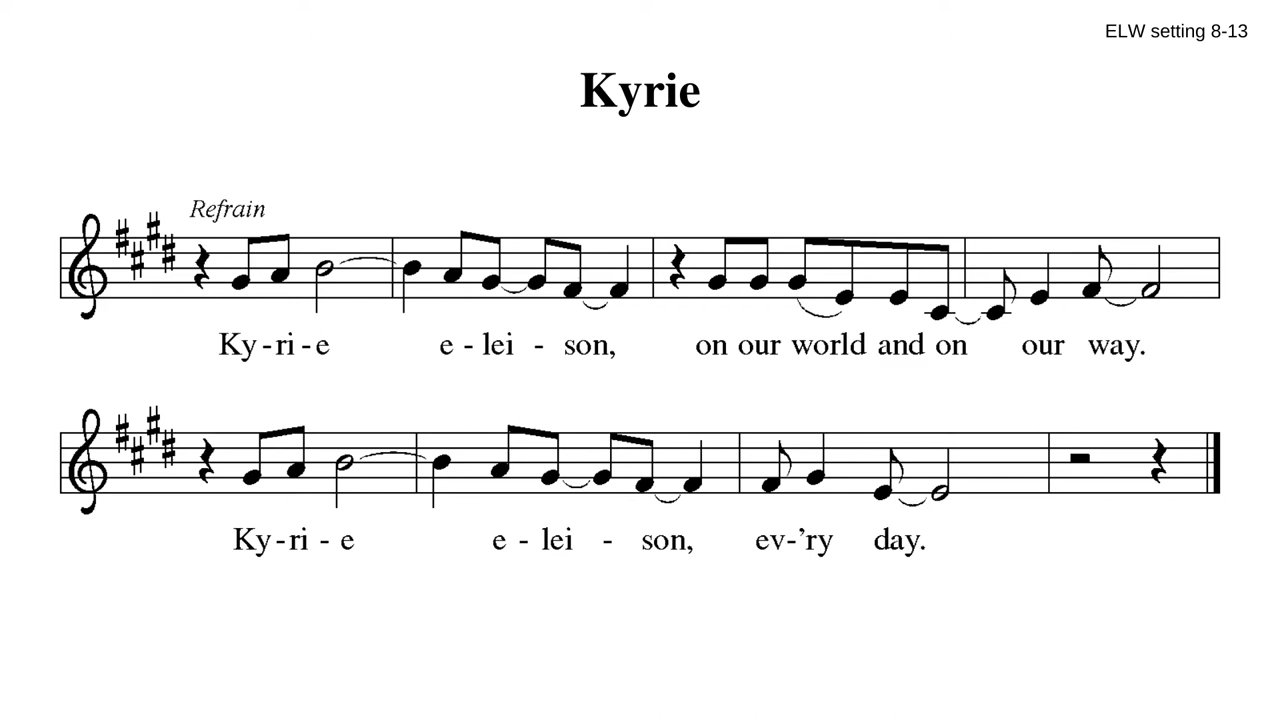 ELW setting 8-13
Kyrie
Refrain
Ky - ri - e e - lei - son, on our world and on our way.
Ky - ri - e e - lei - son, ev-’ry day.